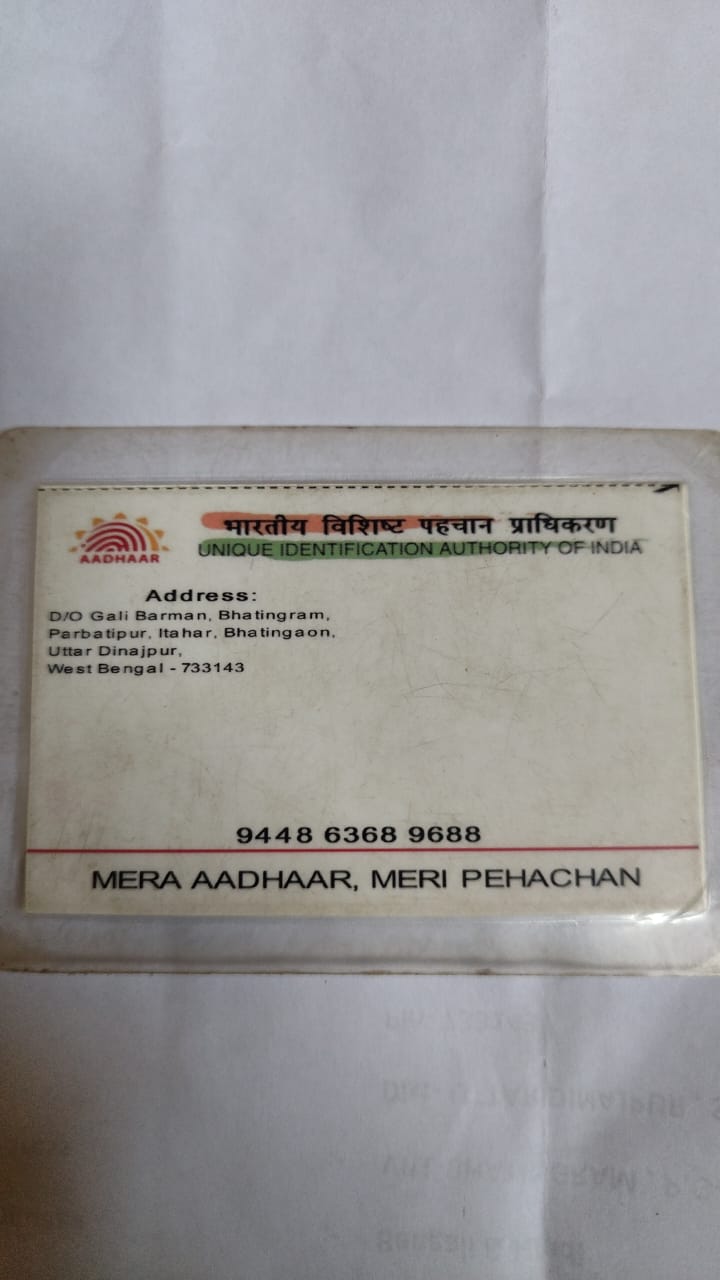 भारतीय विशिष्ट पहचान प्राधिकरण
AADHAAR UNIQUE IDENTIFICATION AUTHORITY OF INDIA
Address:
D/O Gali Barman, Bhatingram,
Parbatipur, Itahar, Bhatingaon,
Uttar Dinajpur,
West Bengal - 733143
9448 6368 9688
MERA AADHAAR, MERI PEHACHAN